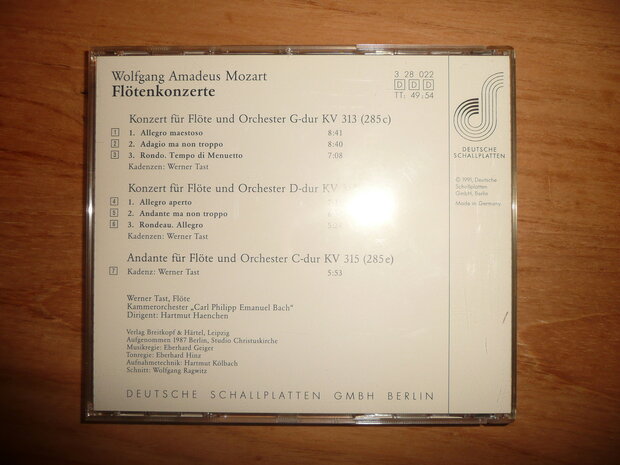 Wolfgang Amadeus Mozart
Flötenkonzerte
3 28 022
D D D
TT: 49:54
Konzert für Flöte und Orchester G-dur KV 313 (285c)
1 1. Allegro maestoso 8:41
2 2. Adagio ma non troppo 8:40
3 3. Rondo. Tempo di Menuetto 7:08
Kadenzen: Werner Tast
Konzert für Flöte und Orchester D-dur KV
4 1. Allegro aperto
5 2. Andante ma non troppo
6 3. Rondeau. Allegro
Kadenzen: Werner Tast
Andante für Flöte und Orchester C-dur KV 315 (285e)
7 Kadenz: Werner Tast 5:53
Werner Tast, Flöte
Kammerorchester „Carl Philipp Emanuel Bach“
Dirigent: Hartmut Haenchen
Verlag Breitkopf & Härtel, Leipzig
Aufgenommen 1987 Berlin, Studio Christuskirche
Musikregie: Eberhard Geiger
Tonregie: Eberhard Hinz
Aufnahmetechnik: Hartmut Kölbach
Schnitt: Wolfgang Ragwitz
DEUTSCHE SCHALLPLATTEN GMBH BERLIN
DEUTSCHE
SCHALLPLATTEN
© 1991, Deutsche
Schallplatten
GmbH, Berlin
Made in Germany